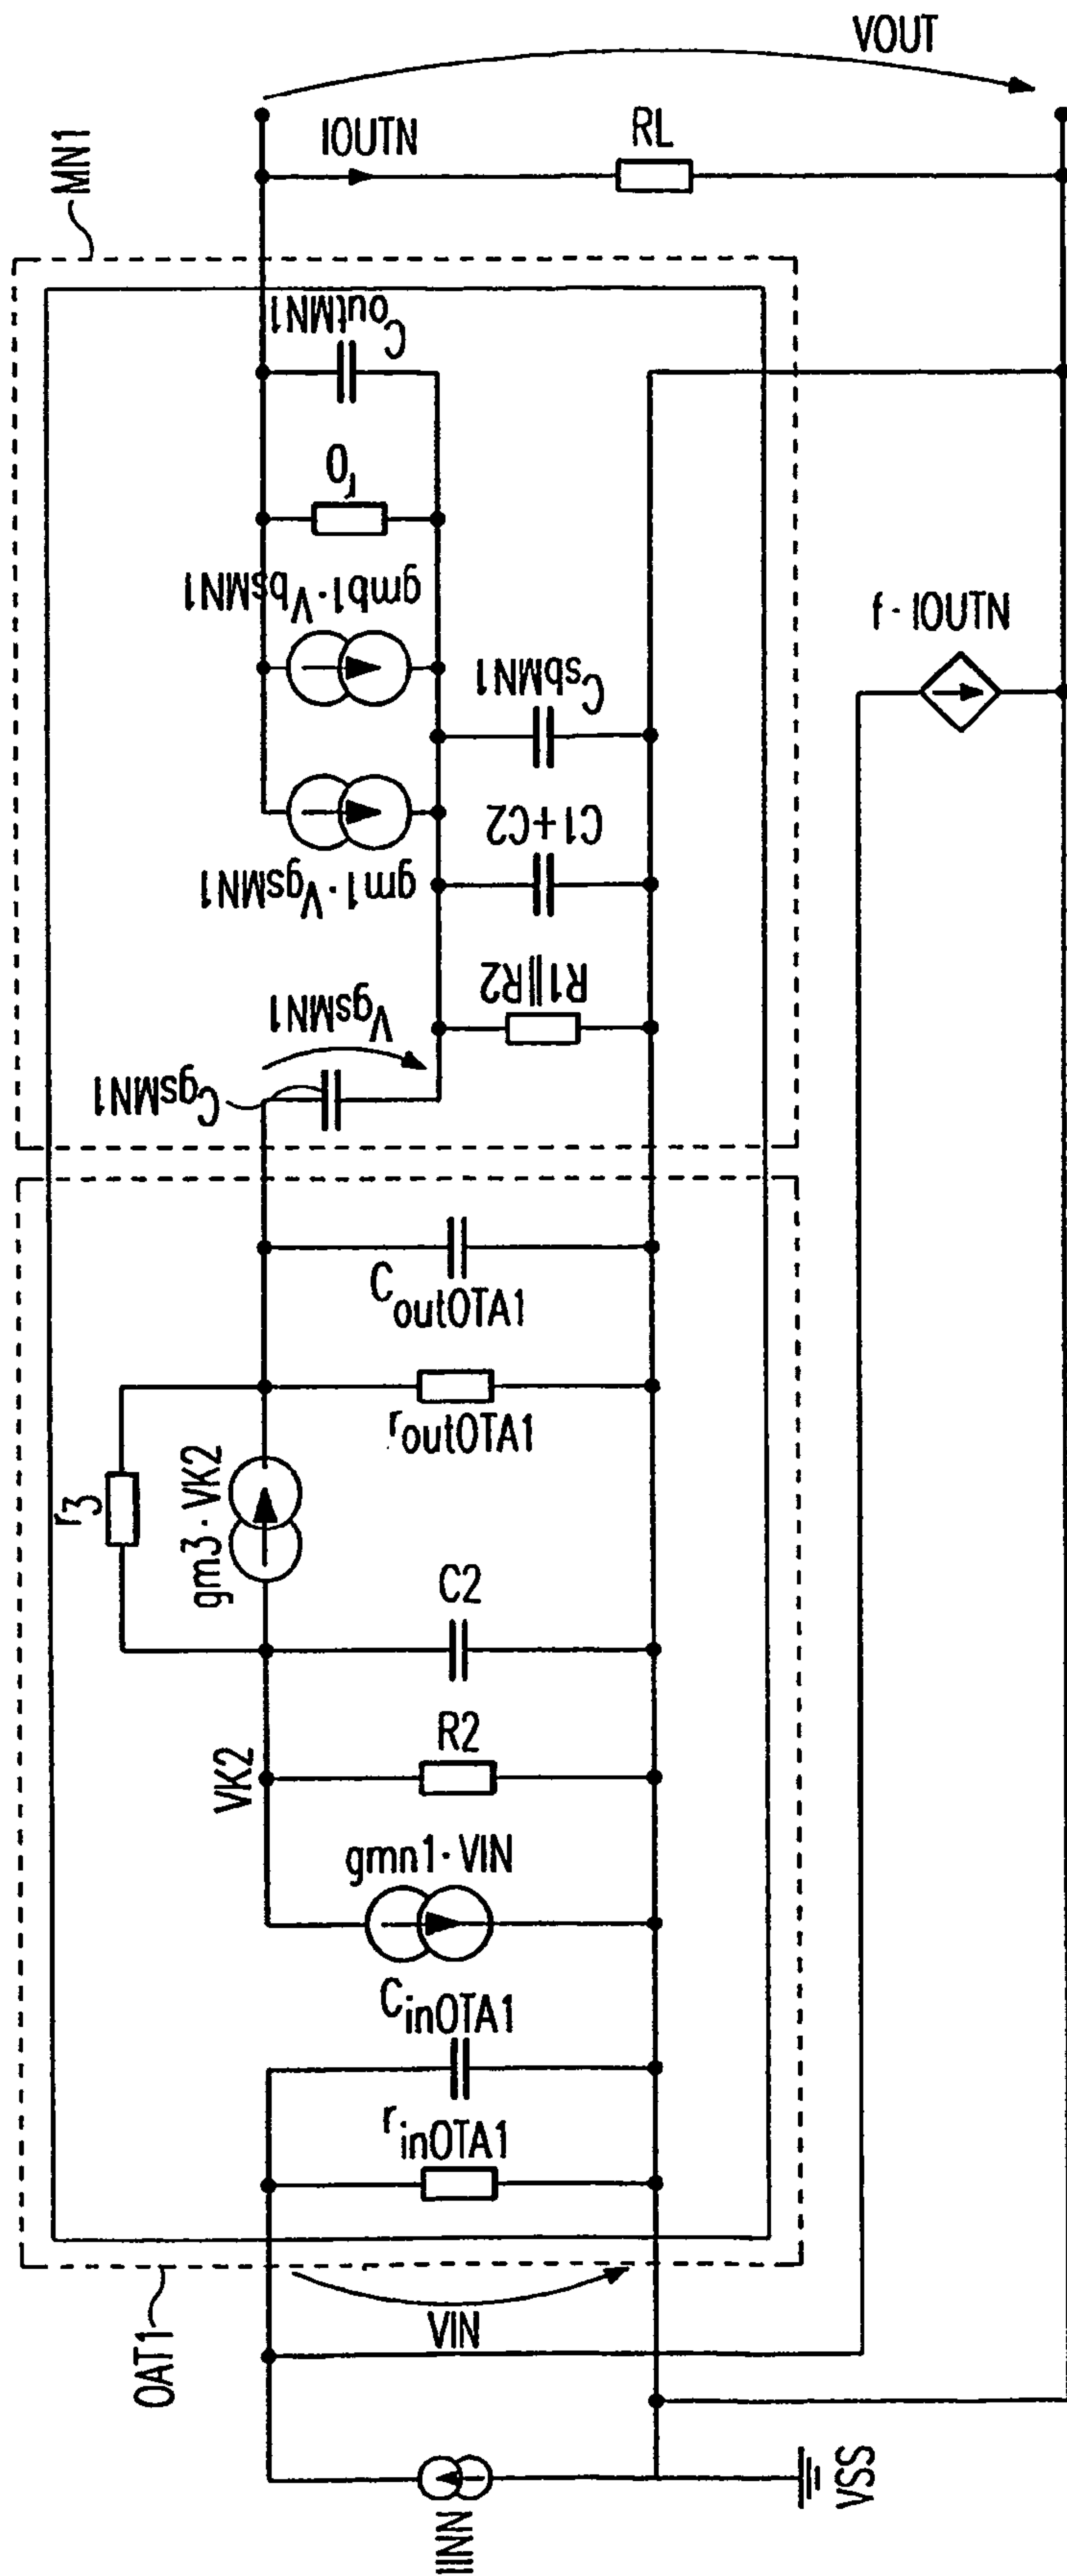 VOUT
MN1
IOUTN
RL
CoutMN1
r0
gmb1·VbsMN1
gm1·VgsMN1
CsbMN1
C1+C2
R1||R2
f·IOUTN
VgsMN1
CgsMN1
CoutOTA1
routOTA1
r3
gm3·VK2
C2
R2
VK2
gmn1·VIN
CinOTA1
rinOTA1
OAT1
VIN
IINN
VSS